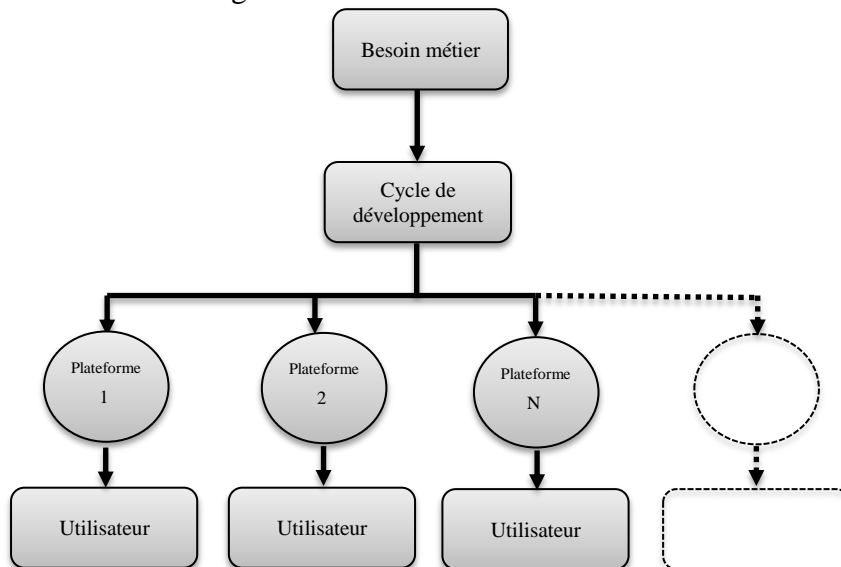 Besoin métier
Cycle de
développement
Plateforme
1
Plateforme
2
Plateforme
N
Utilisateur
Utilisateur
Utilisateur